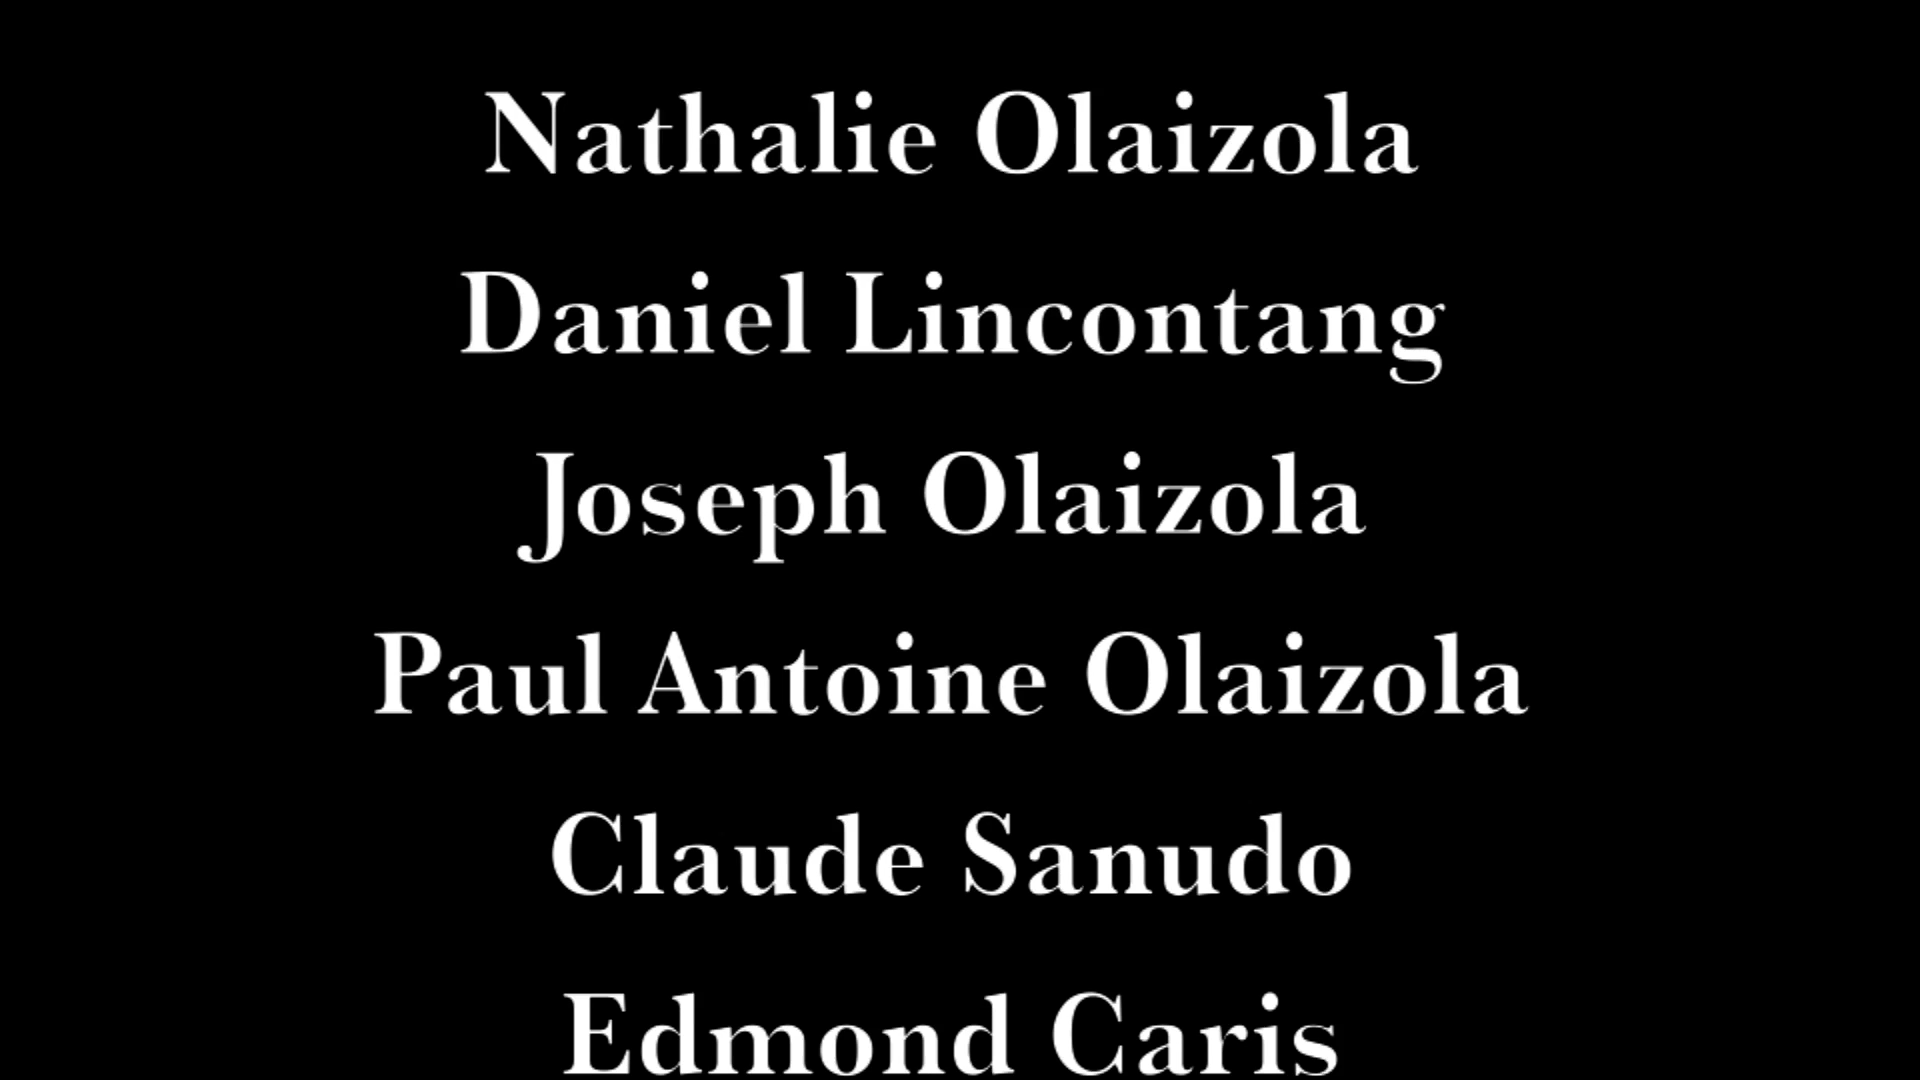 Nathalie Olaizola
Daniel Lincontang
Joseph Olaizola
Paul Antoine Olaizola
Claude Sanudo
Edmond Caris